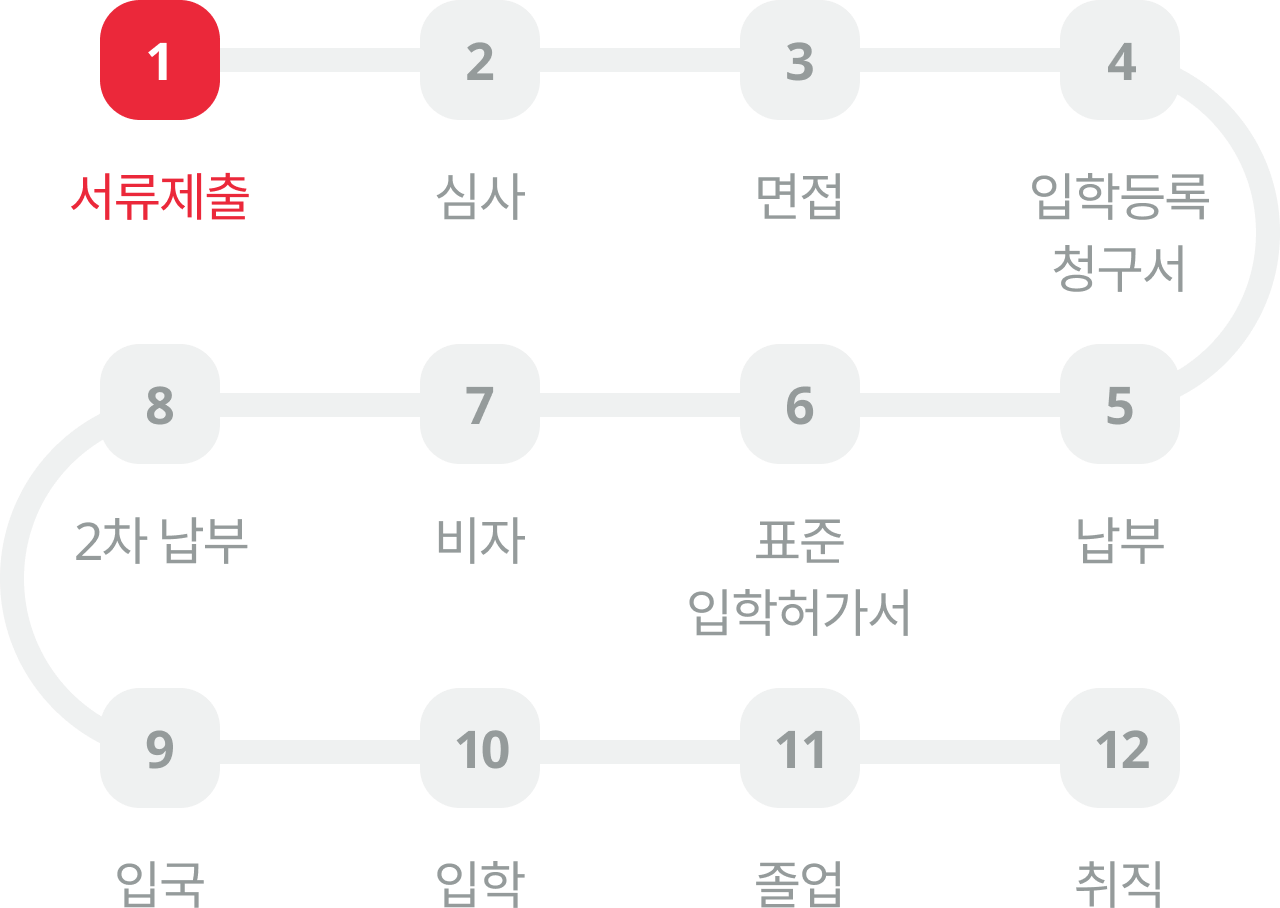 1 2 3 4
서류제출 심사 면접 입학등록
청구서
8 7 6 5
2차 납부 비자 표준 납부
입학허가서
9 10 11 12
입국 입학 졸업 취직